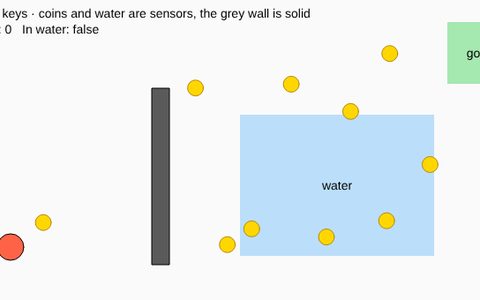 keys · coins and water are sensors, the grey wall is solid
: 0   In water: false
go
water